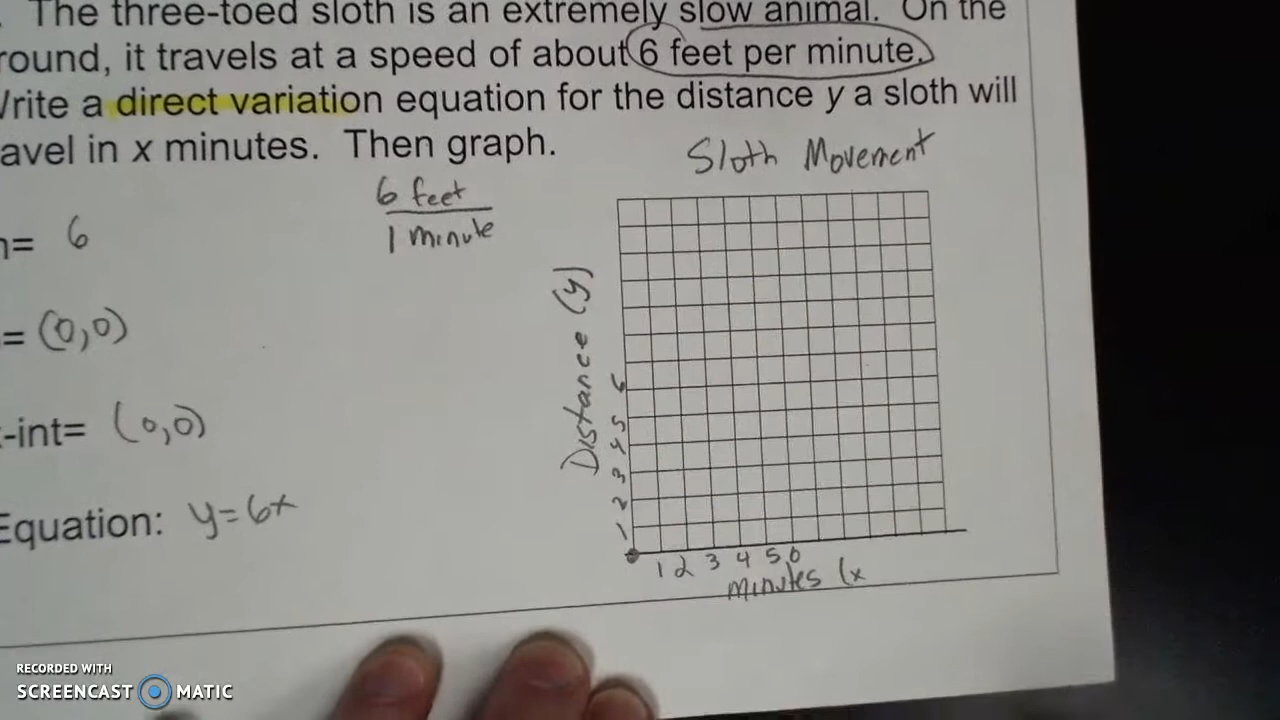 The three-toed sloth is an extremely slow animal. On the
round, it travels at a speed of about 6 feet per minute.
rite a direct variation equation for the distance y a sloth will
avel in x minutes. Then graph.
Sloth Movement
6 feet
1 minute
= 6
= (0,0)
-int= (0,0)
Equation: y=6x
Distance (y)
6
5
4
3
2
1
1 2 3 4 5 6
minutes (x
RECORDED WITH
SCREENCAST MATIC